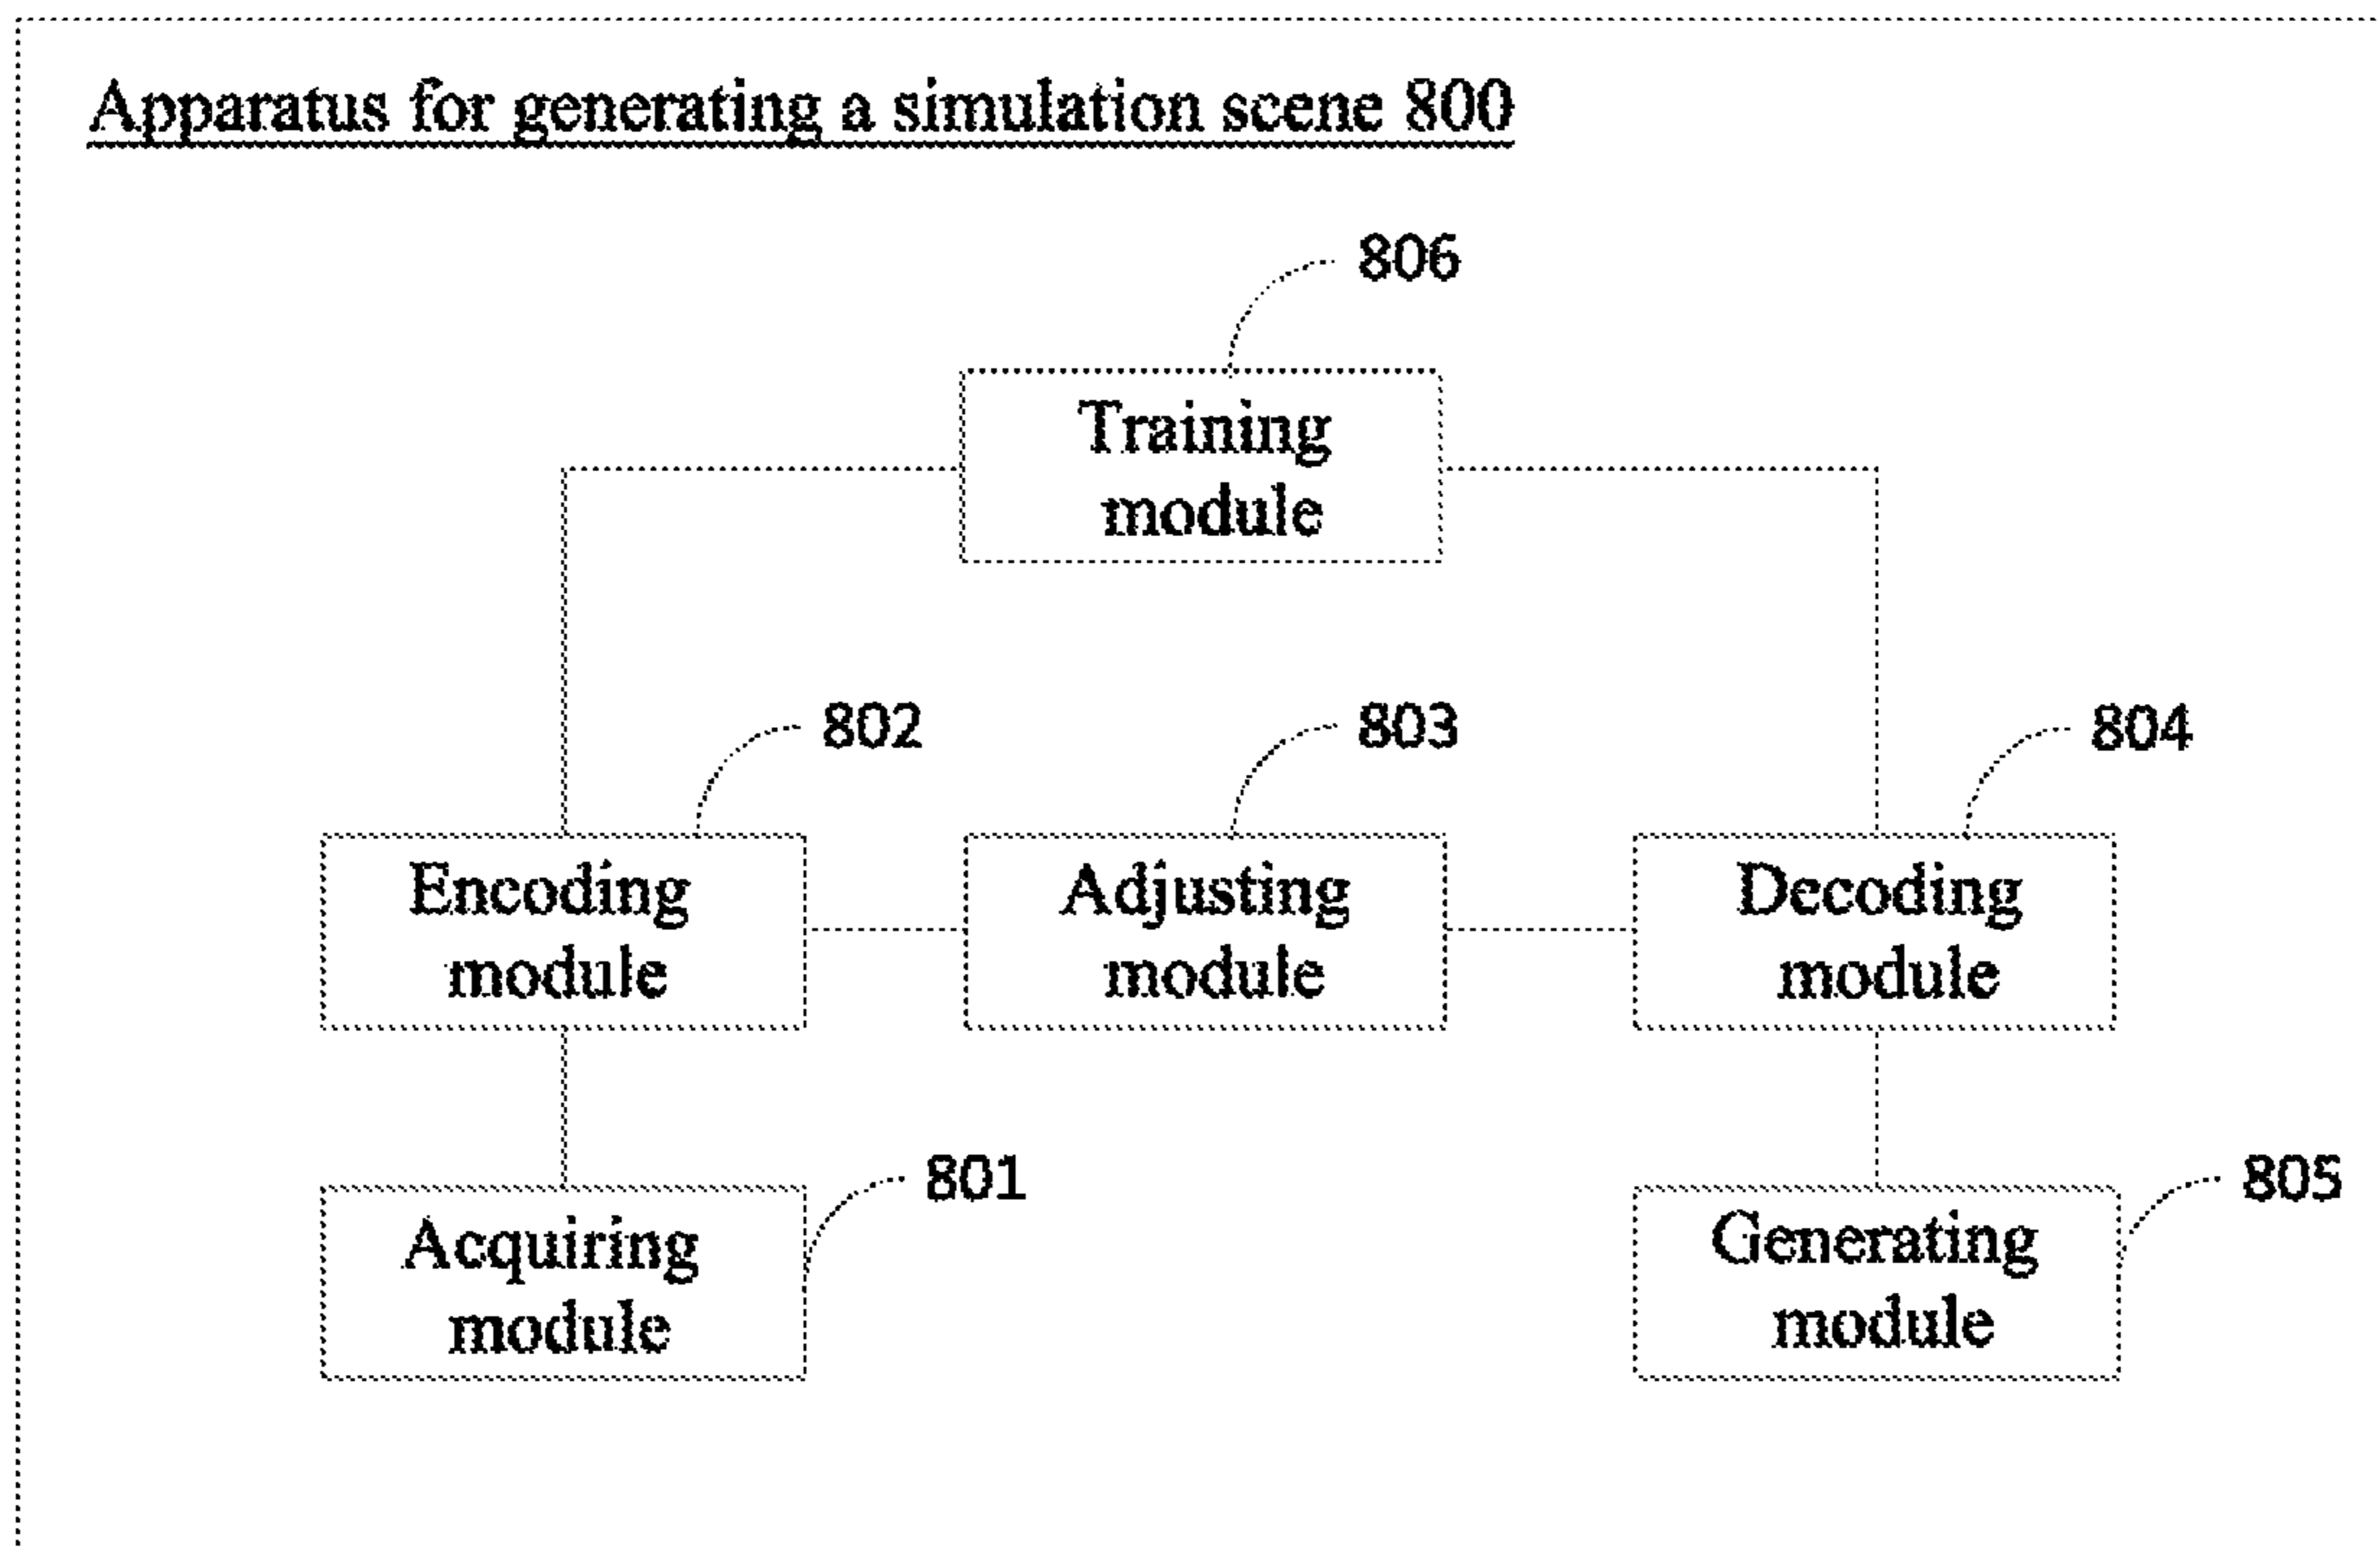 Apparatus for generating a simulation scene 800
806
Training
module
802
803
804
Encoding
module
Adjusting
module
Decoding
module
801
805
Acquiring
module
Generating
module